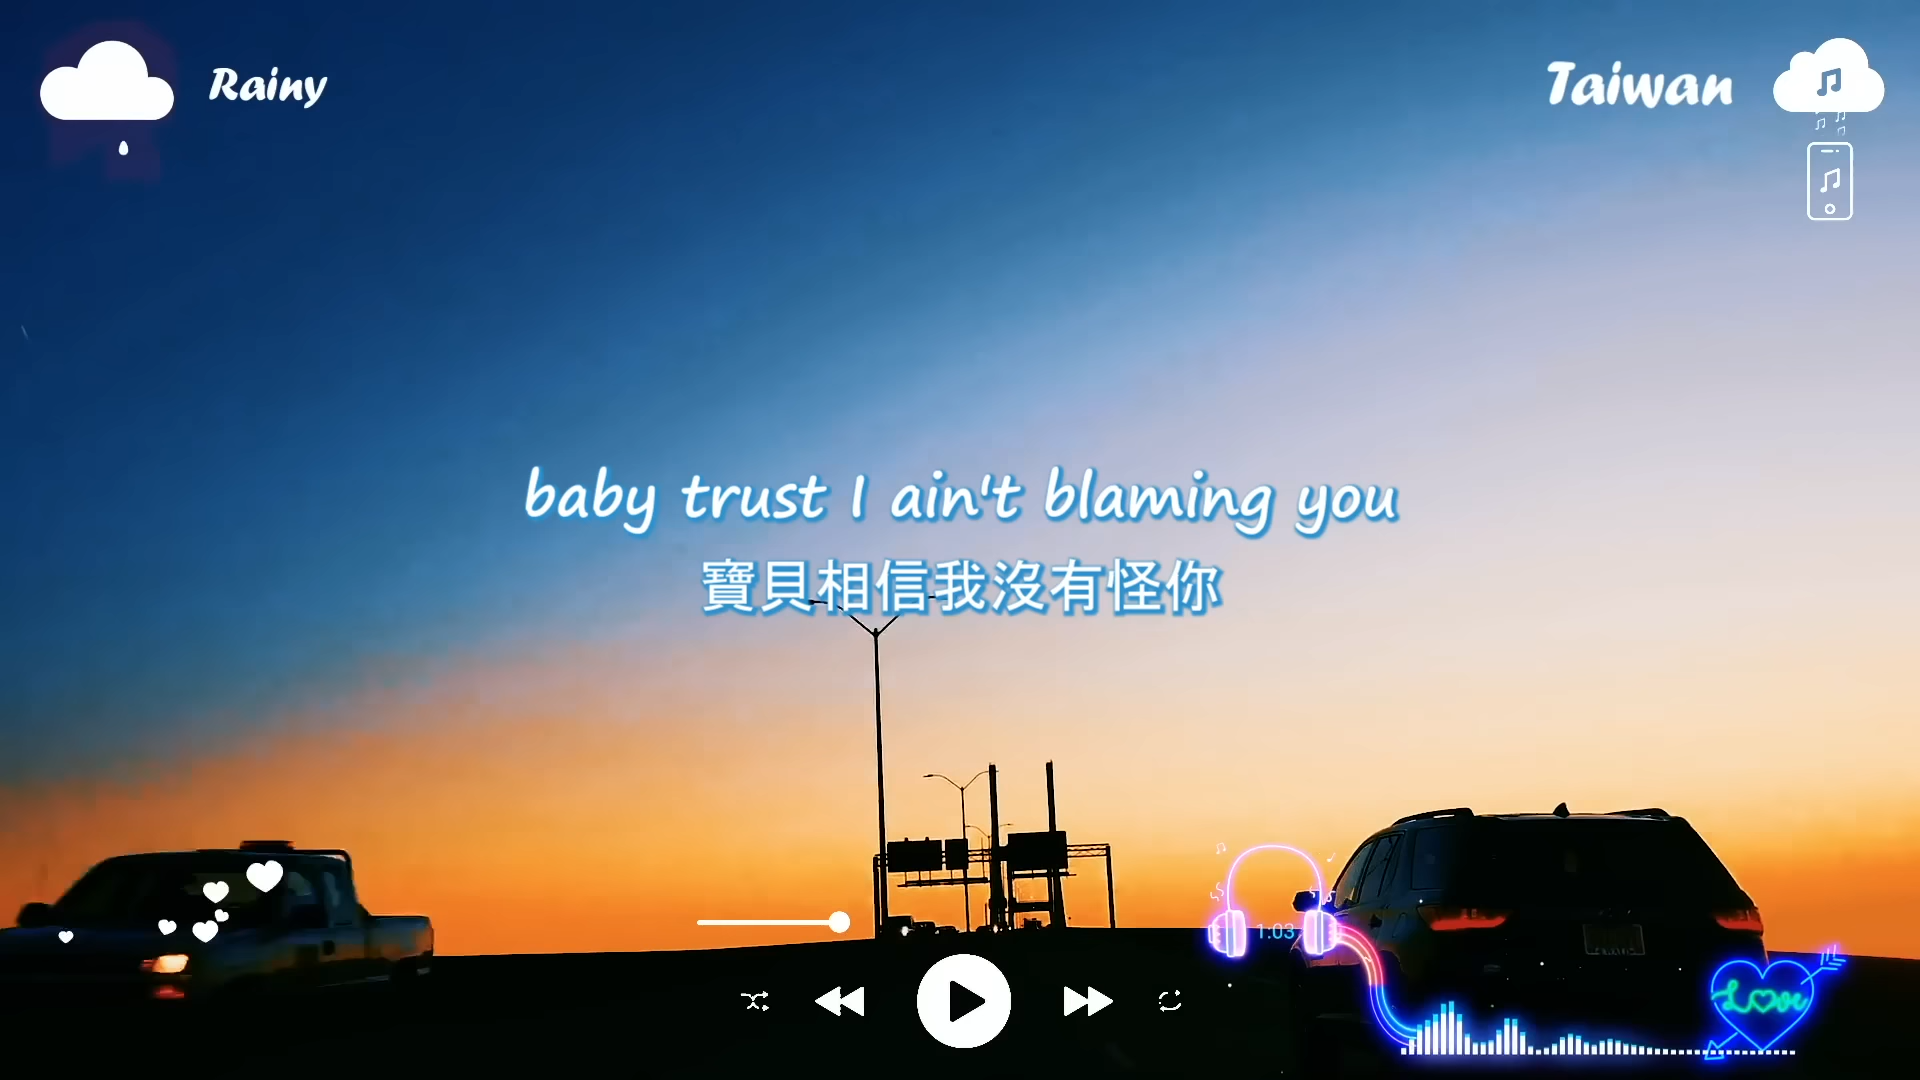 Rainy
Taiwan
baby trust I ain't blaming you
寶貝相信我沒有怪你
1:03
Love